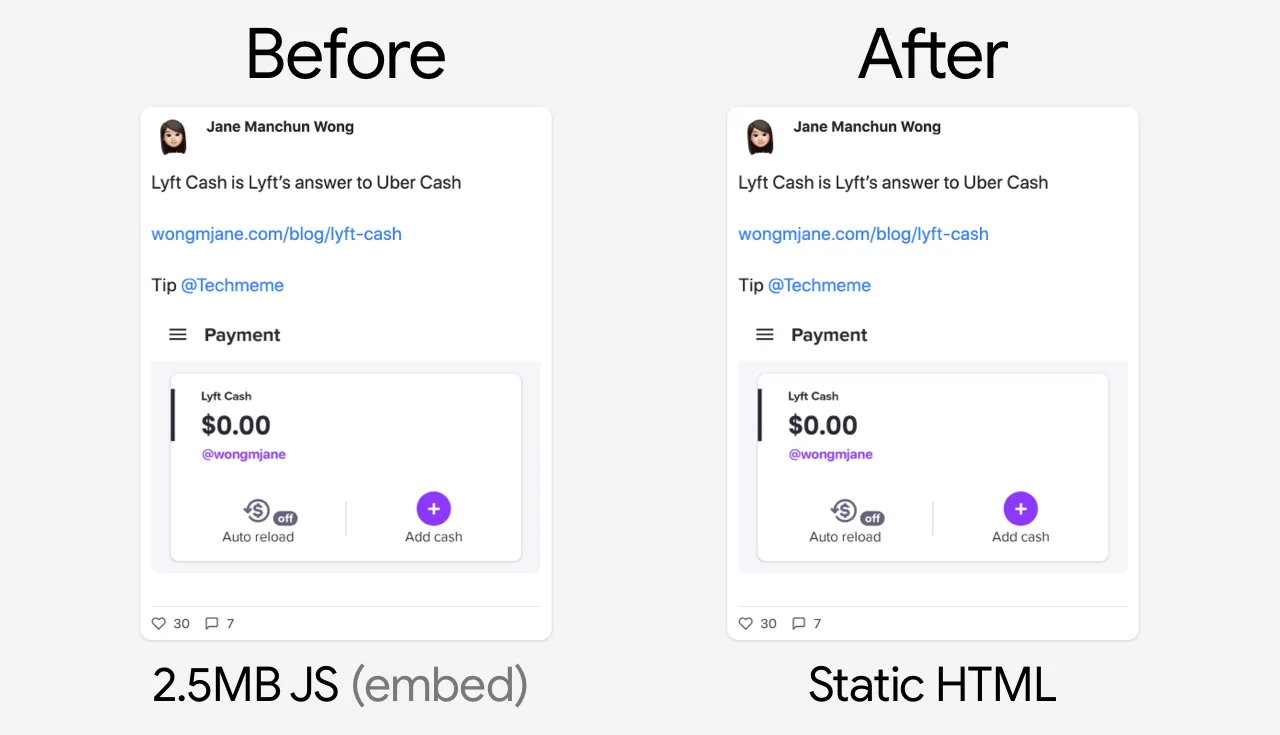 Before
Jane Manchun Wong
Lyft Cash is Lyft’s answer to Uber Cash
wongmjane.com/blog/lyft-cash
Tip @Techmeme
Payment
Lyft Cash
$0.00
@wongmjane
off
Auto reload
Add cash
30 7
2.5MB JS (embed)
After
Jane Manchun Wong
Lyft Cash is Lyft’s answer to Uber Cash
wongmjane.com/blog/lyft-cash
Tip @Techmeme
Payment
Lyft Cash
$0.00
@wongmjane
off
Auto reload
Add cash
30 7
Static HTML